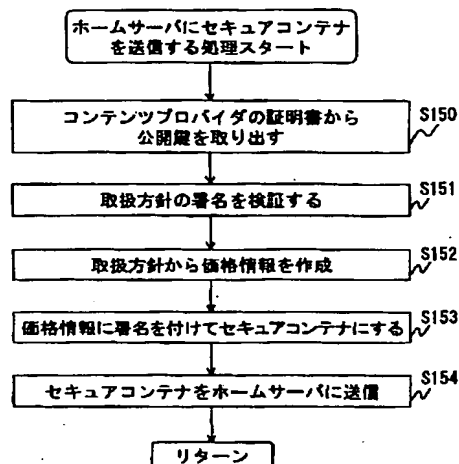 ホームサーバにセキュアコンテナ
を送信する処理スタート
コンテンツプロバイダの証明書から
公開鍵を取り出す
S150
取扱方針の署名を検証する
S151
取扱方針から価格情報を作成
S152
価格情報に署名を付けてセキュアコンテナにする
S153
セキュアコンテナをホームサーバに送信
S154
リターン